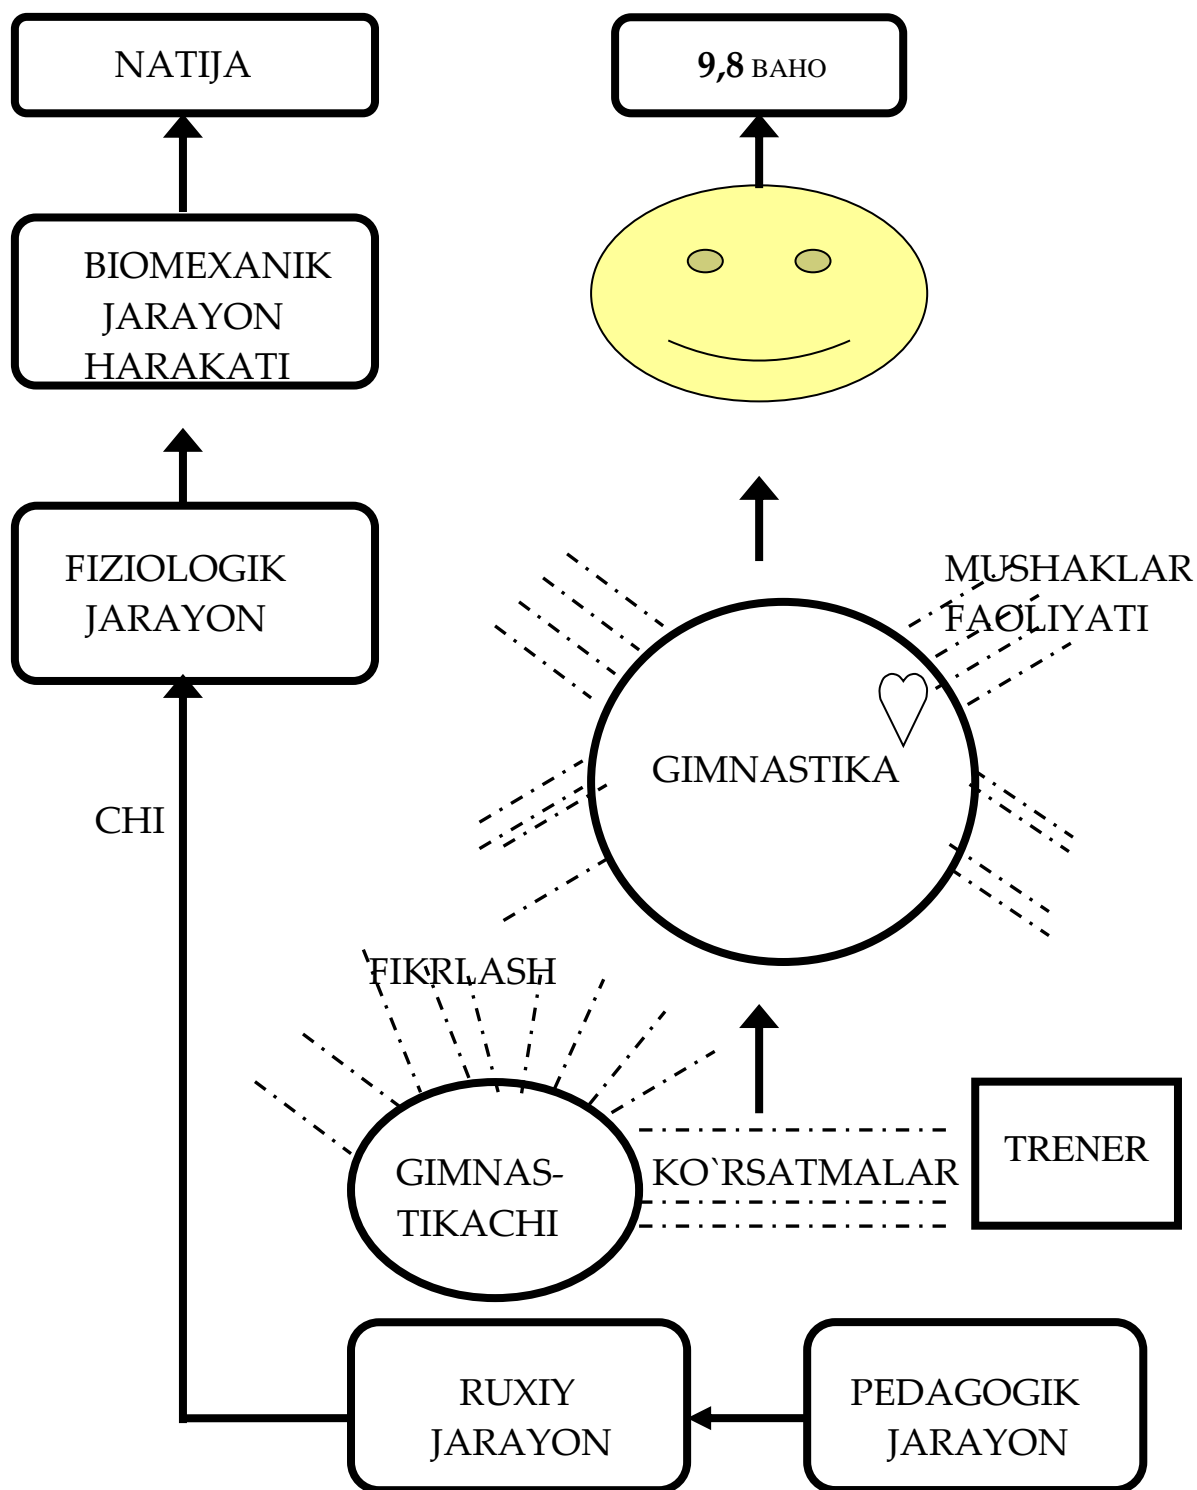 NATIJA
9,8 BAHO
BIOMEXANIK
JARAYON
HARAKATI
FIZIOLOGIK
JARAYON
MUSHAKLAR
FAOLIYATI
GIMNASTIKA
CHI
FIKRLASH
GIMNAS-
TIKACHI
KO`RSATMALAR
TRENER
RUXIY
JARAYON
PEDAGOGIK
JARAYON